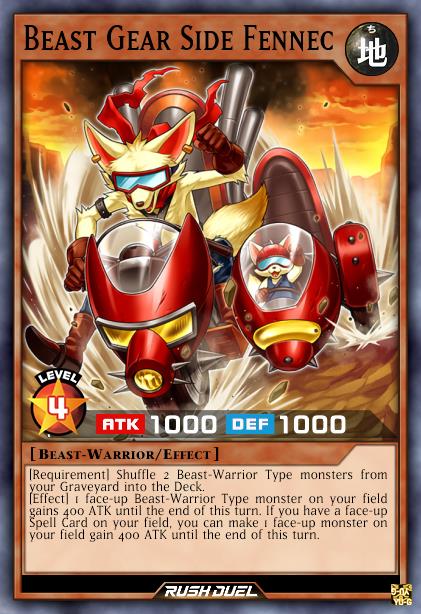 BEAST GEAR SIDE FENNEC
ち
地
LEVEL
4
ATK 1000 DEF 1000
[BEAST-WARRIOR/EFFECT]
[Requirement] Shuffle 2 Beast-Warrior Type monsters from
your Graveyard into the Deck.
[Effect] 1 face-up Beast-Warrior Type monster on your field
gains 400 ATK until the end of this turn. If you have a face-up
Spell Card on your field, you can make 1 face-up monster on
your field gain 400 ATK until the end of this turn.
RUSH DUEL